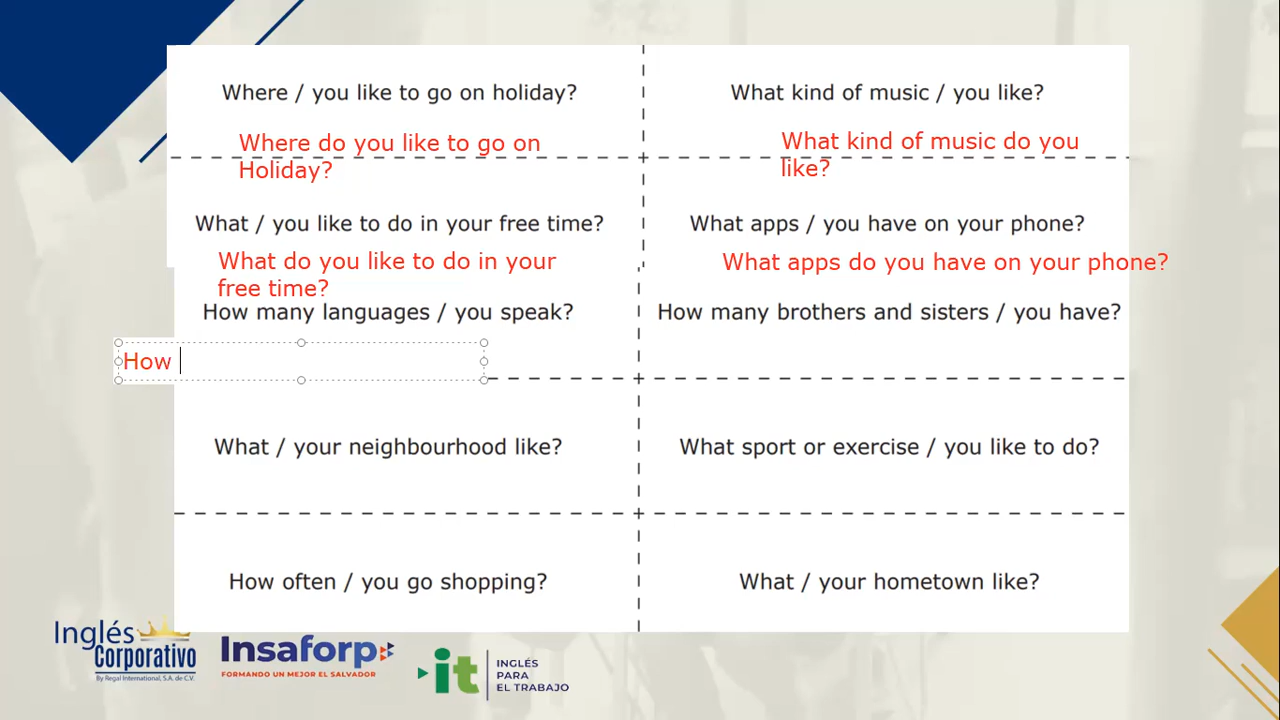 Where / you like to go on holiday?
What kind of music / you like?
Where do you like to go on
Holiday?
What kind of music do you
like?
What / you like to do in your free time?
What apps / you have on your phone?
What do you like to do in your
free time?
What apps do you have on your phone?
How many languages / you speak?
How many brothers and sisters / you have?
How
What / your neighbourhood like?
What sport or exercise / you like to do?
How often / you go shopping?
What / your hometown like?
Inglés
Corporativo
By Regal International, S.A. de C.V.
Insaforp
FORMANDO UN MEJOR EL SALVADOR
it
INGLÉS
PARA
EL TRABAJO